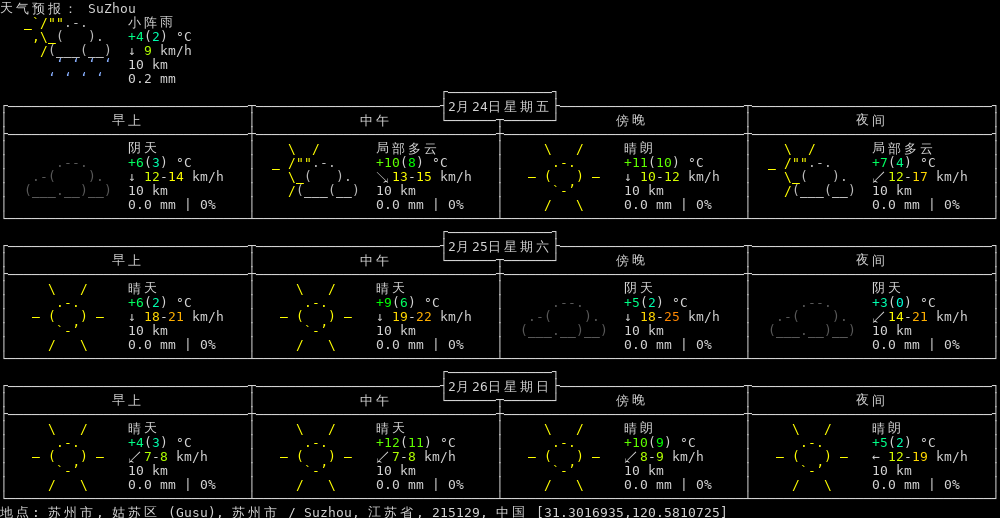 天气预报： SuZhou
小阵雨
+4(2) °C
↓ 9 km/h
10 km
0.2 mm
2月24日星期五
早上 中午 傍晚 夜间
阴天 局部多云 晴朗 局部多云
+6(3) °C +10(8) °C +11(10) °C +7(4) °C
↓ 12-14 km/h ↘ 13-15 km/h ↓ 10-12 km/h ↙ 12-17 km/h
10 km 10 km 10 km 10 km
0.0 mm | 0% 0.0 mm | 0% 0.0 mm | 0% 0.0 mm | 0%
2月25日星期六
早上 中午 傍晚 夜间
晴天 晴天 阴天 阴天
+6(2) °C +9(6) °C +5(2) °C +3(0) °C
↓ 18-21 km/h ↓ 19-22 km/h ↓ 18-25 km/h ↙ 14-21 km/h
10 km 10 km 10 km 10 km
0.0 mm | 0% 0.0 mm | 0% 0.0 mm | 0% 0.0 mm | 0%
2月26日星期日
早上 中午 傍晚 夜间
晴天 晴天 晴朗 晴朗
+4(3) °C +12(11) °C +10(9) °C +5(2) °C
↙ 7-8 km/h ↙ 7-8 km/h ↙ 8-9 km/h ← 12-19 km/h
10 km 10 km 10 km 10 km
0.0 mm | 0% 0.0 mm | 0% 0.0 mm | 0% 0.0 mm | 0%
地点: 苏州市, 姑苏区 (Gusu), 苏州市 / Suzhou, 江苏省, 215129, 中国 [31.3016935,120.5810725]